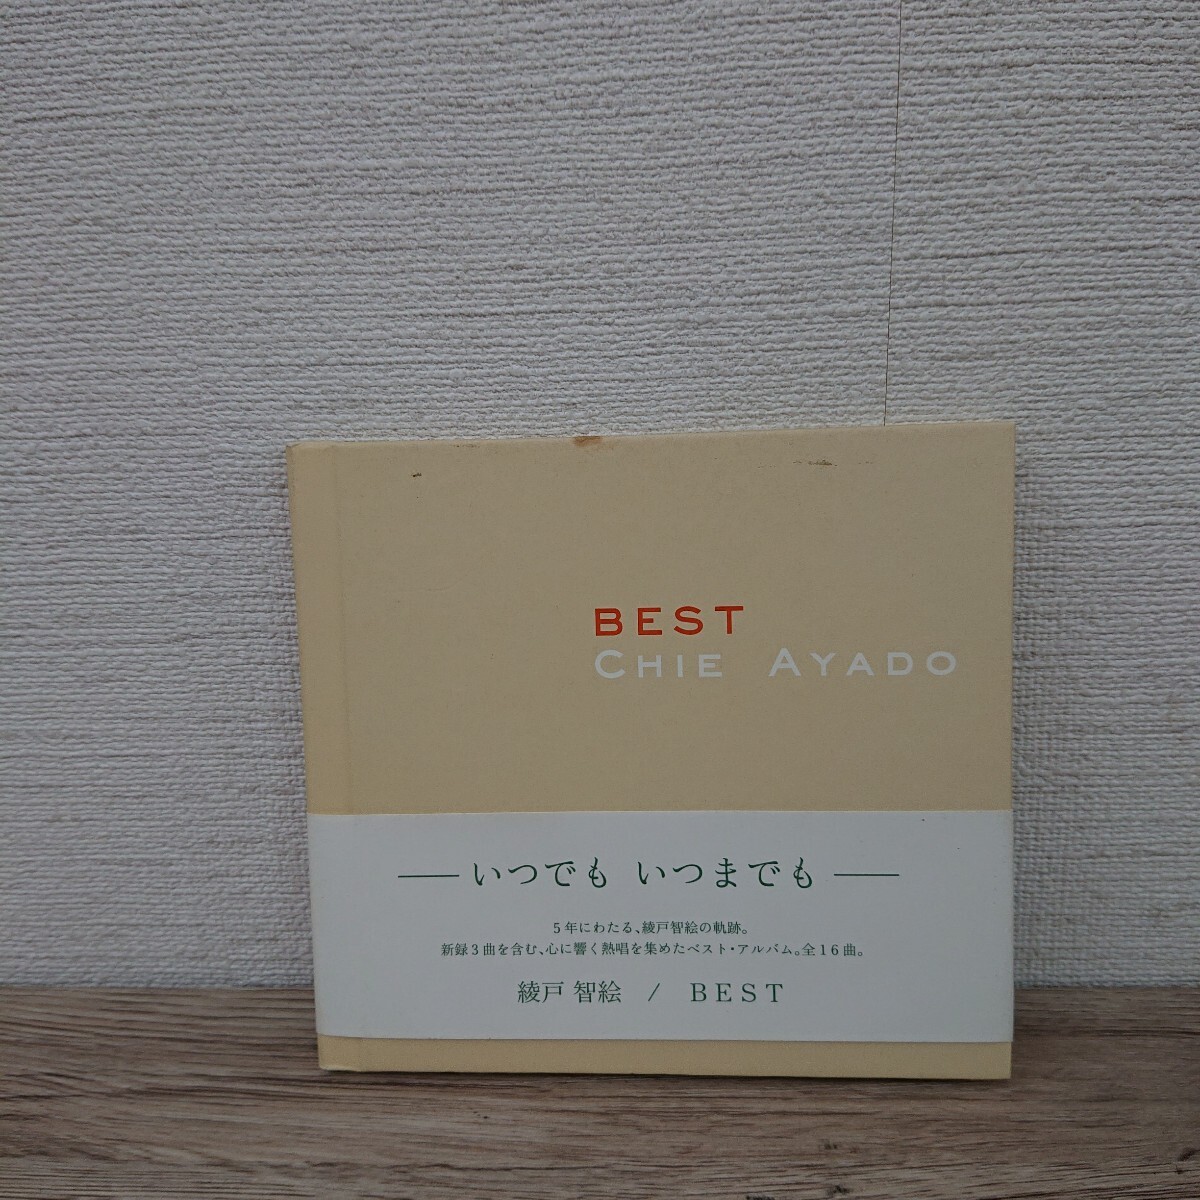 BEST
CHIE AYADO
── いつでも いつまでも ──
5年にわたる、綾戸智絵の軌跡。
新録3曲を含む、心に響く熱唱を集めたベスト・アルバム。全16曲。
綾戸 智絵 / BEST